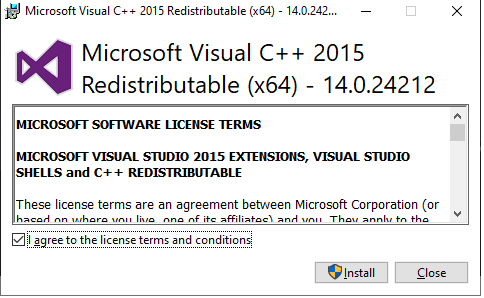 Microsoft Visual C++ 2015 Redistributable (x64) - 14.0.242...
Microsoft Visual C++ 2015
Redistributable (x64) - 14.0.24212
MICROSOFT SOFTWARE LICENSE TERMS
MICROSOFT VISUAL STUDIO 2015 EXTENSIONS, VISUAL STUDIO
SHELLS and C++ REDISTRIBUTABLE
These license terms are an agreement between Microsoft Corporation (or
based on where you live, one of its affiliates) and you. They apply to the
I agree to the license terms and conditions
Install
Close